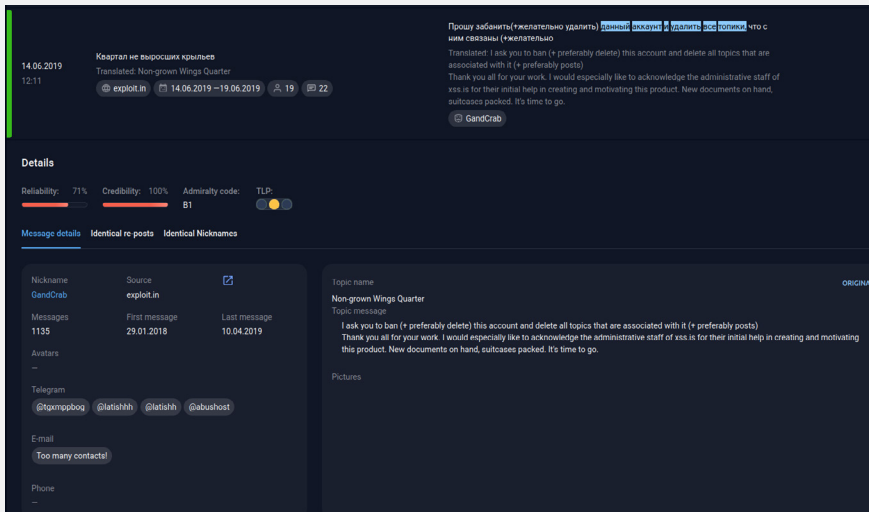 Прошу забанить(+желательно удалить) данный аккаунт и удалить все топики, что с
ним связаны (+желательно
14.06.2019
12:11
Квартал не выросших крыльев
Translated: Non-grown Wings Quarter
exploit.in
14.06.2019 —19.06.2019
19
22
Translated: I ask you to ban (+ preferably delete) this account and delete all topics that are
associated with it (+ preferably posts)
Thank you all for your work. I would especially like to acknowledge the administrative staff of
xss.is for their initial help in creating and motivating this product. New documents on hand,
suitcases packed. It's time to go.
GandCrab
Details
Reliability: 71% Credibility: 100% Admiralty code: TLP:
B1
Message details Identical re-posts Identical Nicknames
Nickname Source
GandCrab exploit.in
Messages First message Last message
1135 29.01.2018 10.04.2019
Avatars
—
Telegram
@tgxmppbog @latishhh @latishh @abushost
E-mail
Too many contacts!
Phone
—
Topic name ORIGINA
Non-grown Wings Quarter
Topic message
I ask you to ban (+ preferably delete) this account and delete all topics that are associated with it (+ preferably posts)
Thank you all for your work. I would especially like to acknowledge the administrative staff of xss.is for their initial help in creating and motivating
this product. New documents on hand, suitcases packed. It's time to go.
Pictures